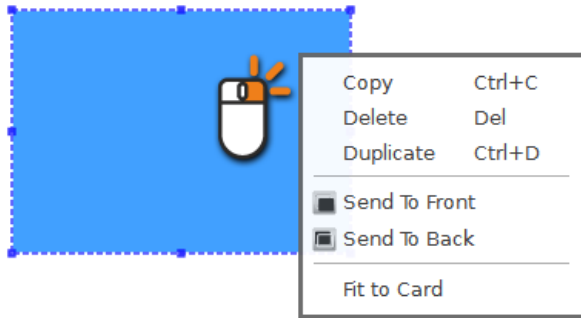 Copy Ctrl+C
Delete Del
Duplicate Ctrl+D
Send To Front
Send To Back
Fit to Card